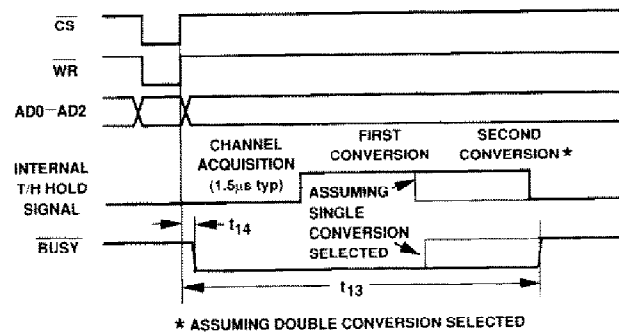 CS
WR
AD0–AD2
CHANNEL
ACQUISITION
(1.5μs typ)
FIRST
CONVERSION
SECOND
CONVERSION *
INTERNAL
T/H HOLD
SIGNAL
ASSUMING
SINGLE
CONVERSION
SELECTED
t14
BUSY
t13
* ASSUMING DOUBLE CONVERSION SELECTED